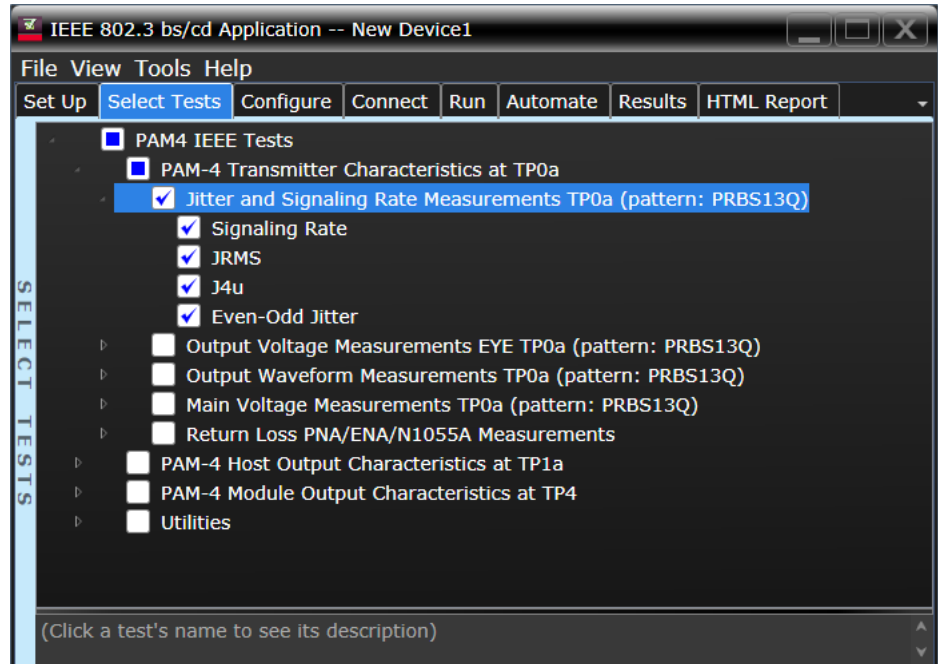 IEEE 802.3 bs/cd Application -- New Device1
File View Tools Help
Set Up Select Tests Configure Connect Run Automate Results HTML Report
SELECT TESTS
PAM4 IEEE Tests
PAM-4 Transmitter Characteristics at TP0a
Jitter and Signaling Rate Measurements TP0a (pattern: PRBS13Q)
Signaling Rate
JRMS
J4u
Even-Odd Jitter
Output Voltage Measurements EYE TP0a (pattern: PRBS13Q)
Output Waveform Measurements TP0a (pattern: PRBS13Q)
Main Voltage Measurements TP0a (pattern: PRBS13Q)
Return Loss PNA/ENA/N1055A Measurements
PAM-4 Host Output Characteristics at TP1a
PAM-4 Module Output Characteristics at TP4
Utilities
(Click a test's name to see its description)